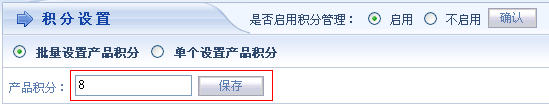 积分设置 是否启用积分管理： 启用 不启用 确认
批量设置产品积分 单个设置产品积分
产品积分： 8 保存